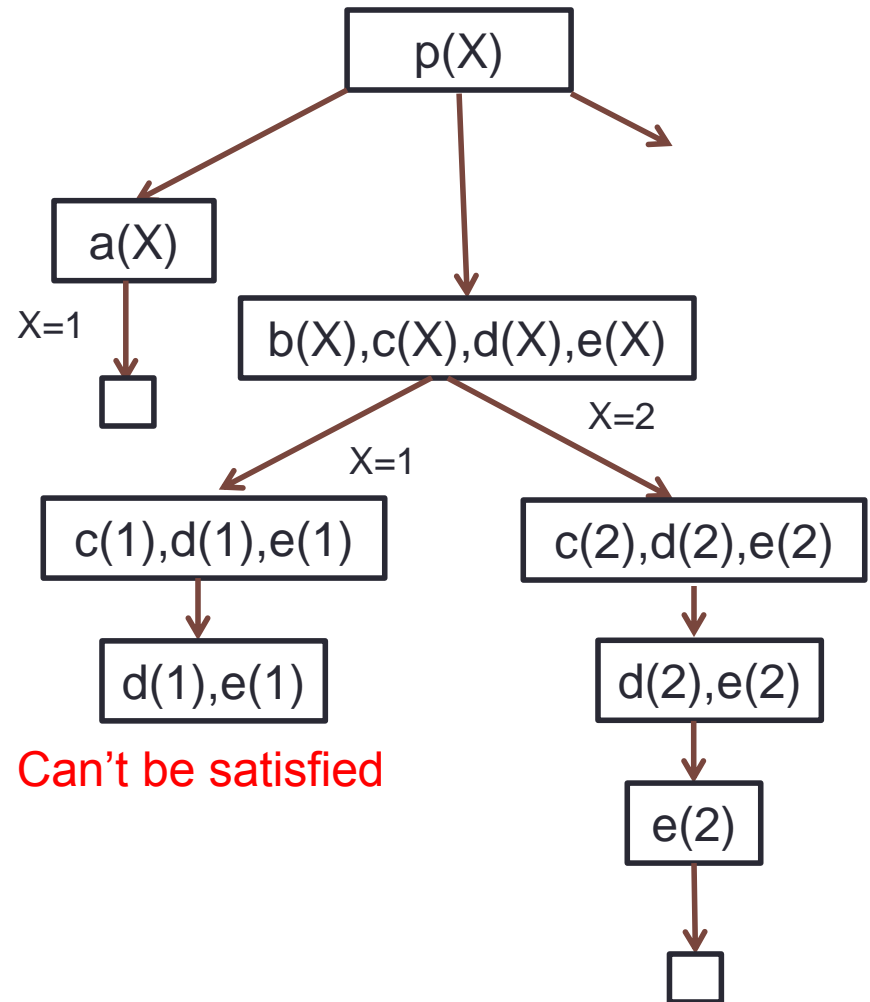 p(X)
a(X)
X=1
b(X),c(X),d(X),e(X)
X=2
X=1
c(1),d(1),e(1)
c(2),d(2),e(2)
d(1),e(1)
d(2),e(2)
Can’t be satisfied
e(2)